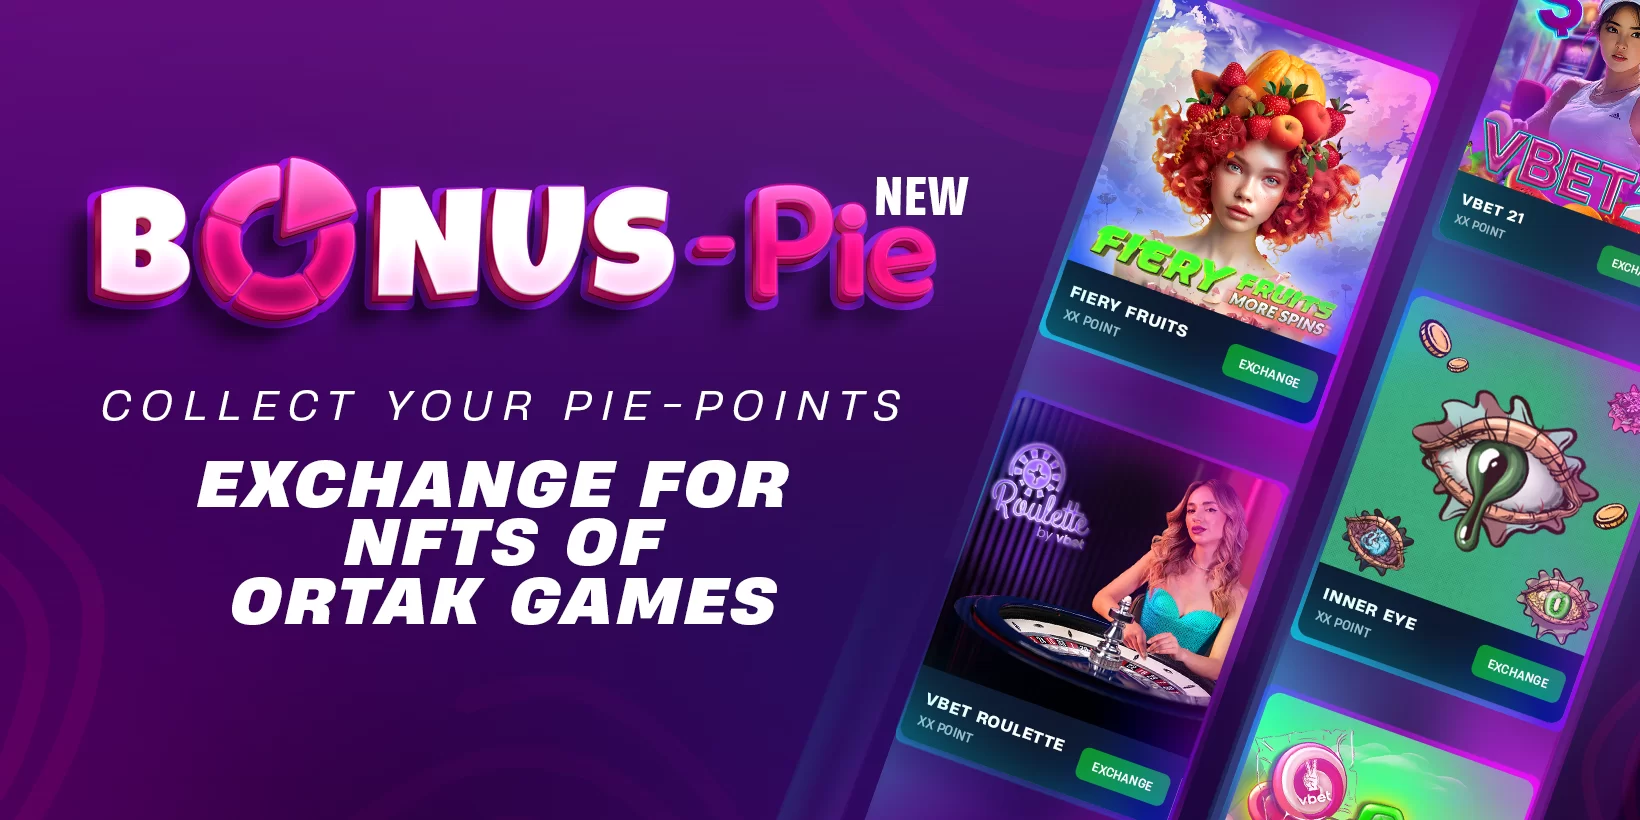 BONUS-Pie NEW
COLLECT YOUR PIE-POINTS
EXCHANGE FOR
NFTS OF
ORTAK GAMES
FIERY FRUITS
MORE SPINS
FIERY FRUITS
XX POINT
EXCHANGE
Roulette
by vbet
VBET ROULETTE
XX POINT
EXCHANGE
VBET
VBET 21
XX POINT
INNER EYE
XX POINT
EXCHANGE
vbet